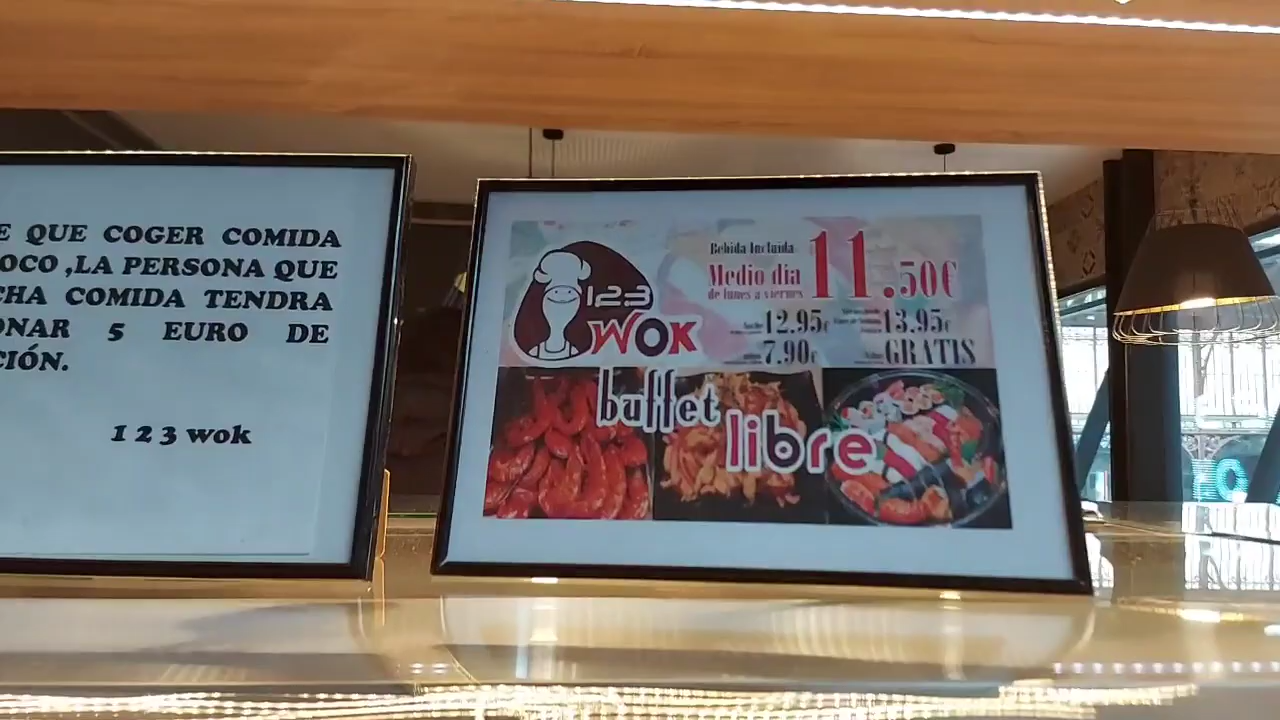 E QUE COGER COMIDA
OCO ,LA PERSONA QUE
CHA COMIDA TENDRA
ONAR 5 EURO DE
CIÓN.
1 2 3 wok
123
WOK
Bebida Incluida
Medio dia
de lunes a viernes
11.50€
12.95€
13.95€
7.90€
GRATIS
buffet
libre